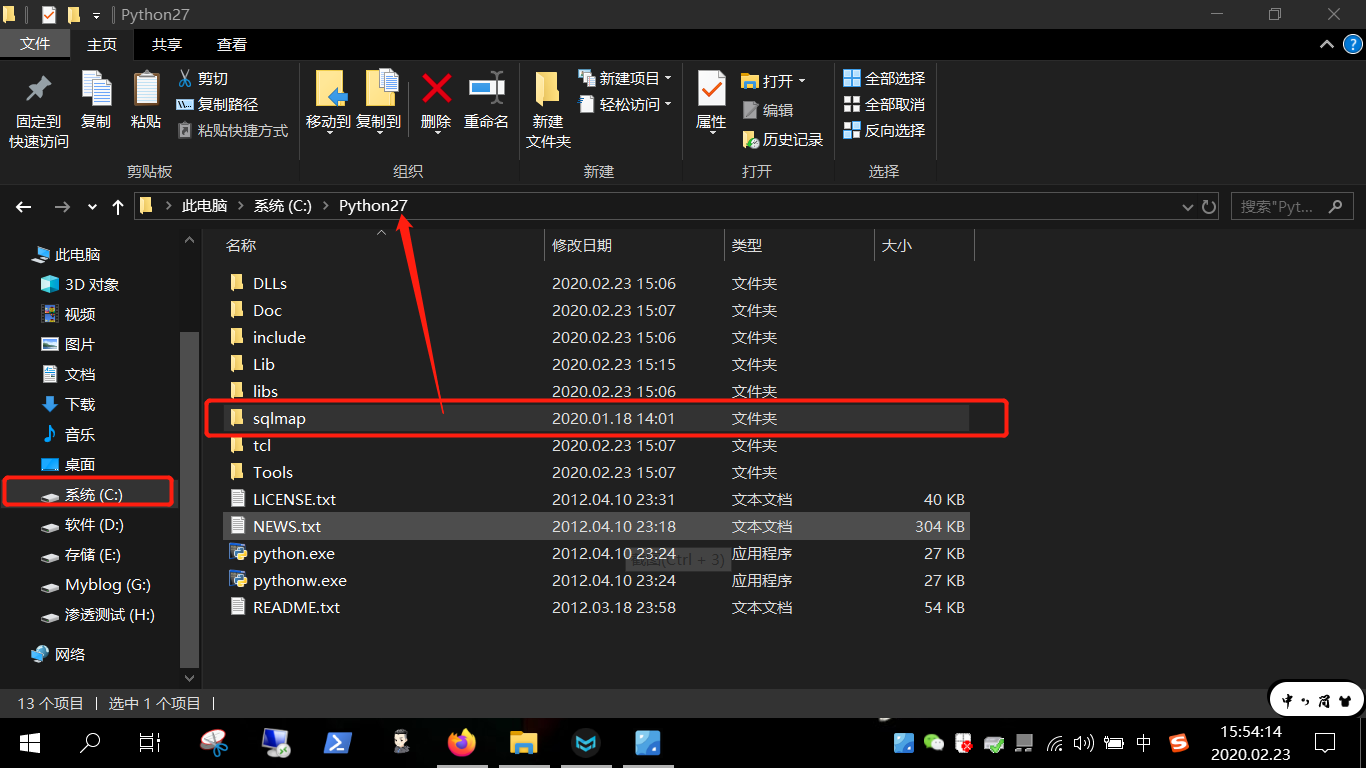 Python27
文件 主页 共享 查看
固定到
快速访问
复制
粘贴
剪切
复制路径
粘贴快捷方式
剪贴板
移动到
复制到
删除
重命名
组织
新建
文件夹
新建项目
轻松访问
新建
属性
打开
编辑
历史记录
打开
全部选择
全部取消
反向选择
选择
此电脑 系统 (C:) Python27
搜索"Pyt...
此电脑
3D 对象
视频
图片
文档
下载
音乐
桌面
系统 (C:)
软件 (D:)
存储 (E:)
Myblog (G:)
渗透测试 (H:)
网络
名称 修改日期 类型 大小
DLLs 2020.02.23 15:06 文件夹
Doc 2020.02.23 15:07 文件夹
include 2020.02.23 15:06 文件夹
Lib 2020.02.23 15:15 文件夹
libs 2020.02.23 15:06 文件夹
sqlmap 2020.01.18 14:01 文件夹
tcl 2020.02.23 15:07 文件夹
Tools 2020.02.23 15:07 文件夹
LICENSE.txt 2012.04.10 23:31 文本文档 40 KB
NEWS.txt 2012.04.10 23:18 文本文档 304 KB
python.exe 2012.04.10 23:24 应用程序 27 KB
截图(Ctrl + 3)
pythonw.exe 2012.04.10 23:24 应用程序 27 KB
README.txt 2012.03.18 23:58 文本文档 54 KB
13 个项目 选中 1 个项目
中 简
中
15:54:14
2020.02.23